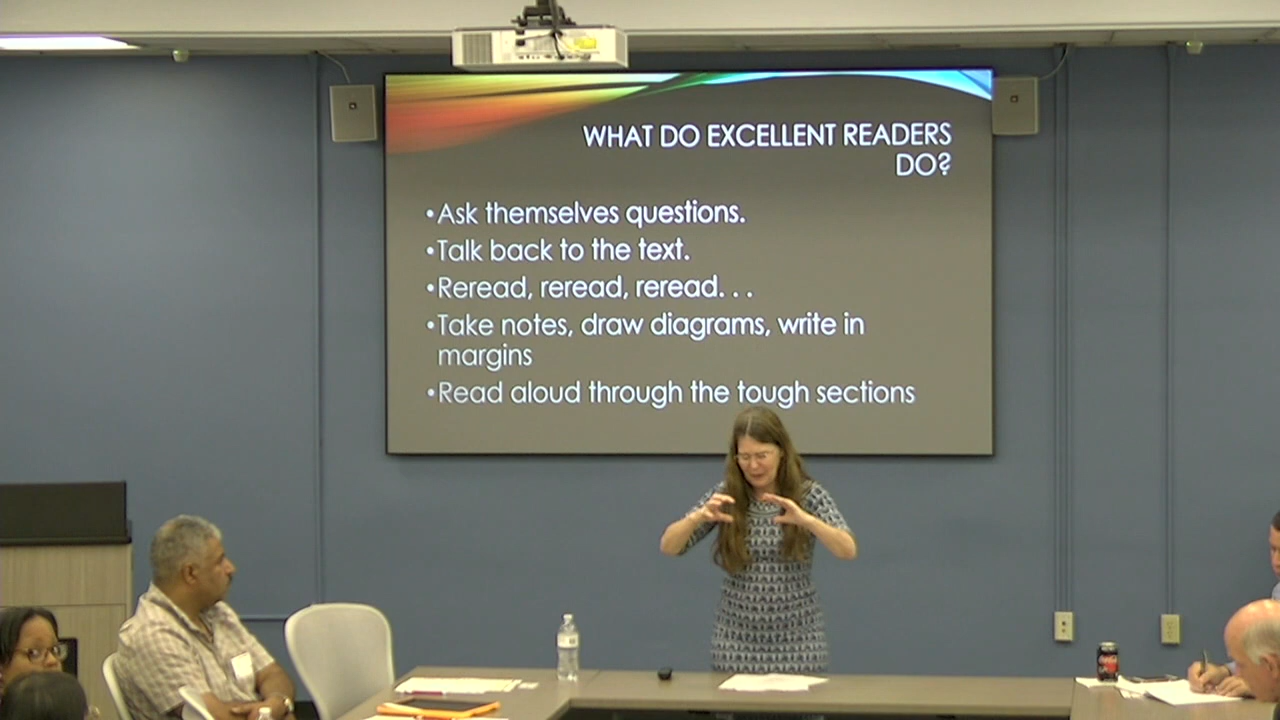 WHAT DO EXCELLENT READERS
DO?
•Ask themselves questions.
•Talk back to the text.
•Reread, reread, reread. . .
•Take notes, draw diagrams, write in
margins
•Read aloud through the tough sections